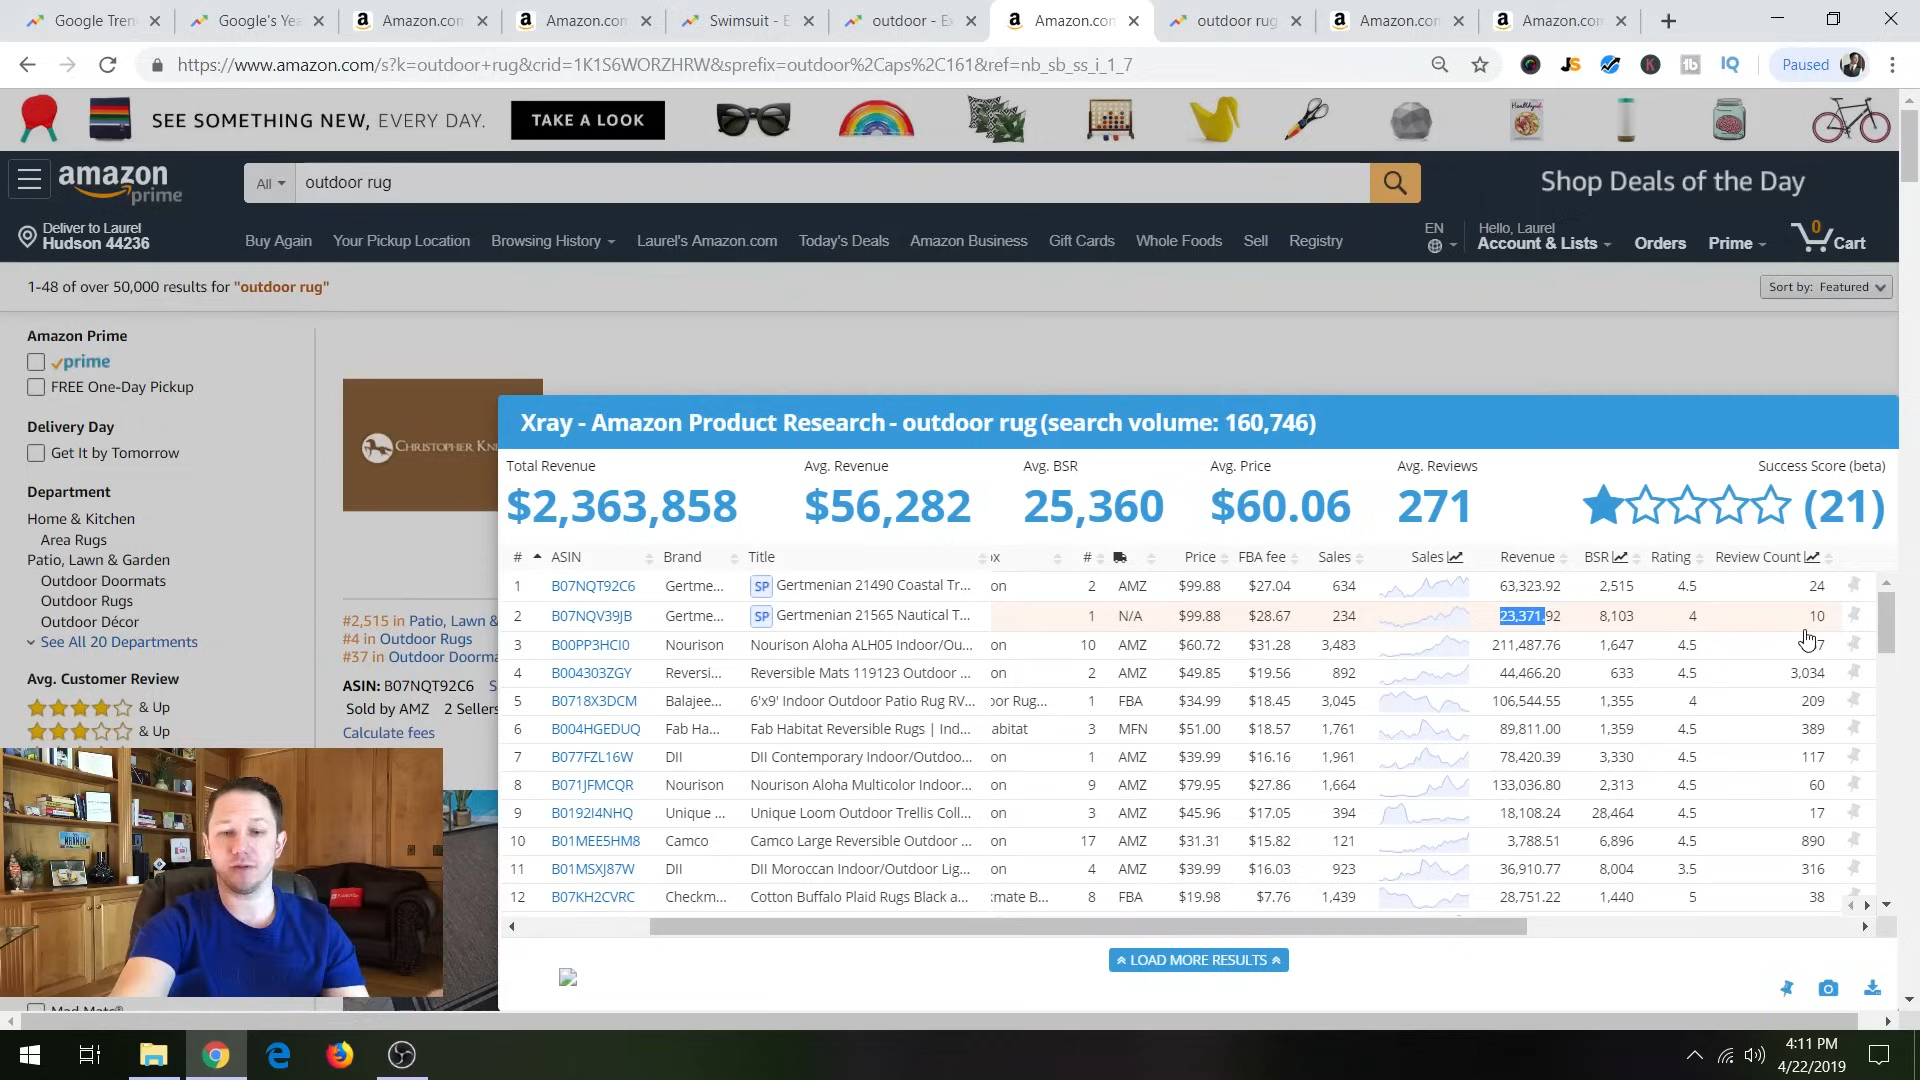 Google Tren
Google's Yea
Amazon.con
Amazon.con
Swimsuit - E
outdoor - Ex
Amazon.con
outdoor rug
Amazon.con
Amazon.con
https://www.amazon.com/s?k=outdoor+rug&crid=1K1S6WORZHRW&sprefix=outdoor%2Caps%2C161&ref=nb_sb_ss_i_1_7
JS
K
tb
IQ
Paused
SEE SOMETHING NEW, EVERY DAY.
TAKE A LOOK
Healthyish
amazon prime
All
outdoor rug
Shop Deals of the Day
Deliver to Laurel
Hudson 44236
Buy Again
Your Pickup Location
Browsing History
Laurel's Amazon.com
Today's Deals
Amazon Business
Gift Cards
Whole Foods
Sell
Registry
EN
Hello, Laurel
Account & Lists
Orders
Prime
0
Cart
1-48 of over 50,000 results for "outdoor rug"
Sort by: Featured
Amazon Prime
prime
FREE One-Day Pickup
Delivery Day
Get It by Tomorrow
Department
Home & Kitchen
Area Rugs
Patio, Lawn & Garden
Outdoor Doormats
Outdoor Rugs
Outdoor Décor
See All 20 Departments
Avg. Customer Review
& Up
& Up
CHRISTOPHER KN
#2,515 in Patio, Lawn &
#4 in Outdoor Rugs
#37 in Outdoor Doorma
ASIN: B07NQT92C6 S
Sold by AMZ 2 Sellers
Calculate fees
Xray - Amazon Product Research - outdoor rug (search volume: 160,746)
Total Revenue
$2,363,858
Avg. Revenue
$56,282
Avg. BSR
25,360
Avg. Price
$60.06
Avg. Reviews
271
Success Score (beta)
(21)
# ASIN Brand Title ox # Price FBA fee Sales Sales Revenue BSR Rating Review Count
1 B07NQT92C6 Gertme... SP Gertmenian 21490 Coastal Tr... on 2 AMZ $99.88 $27.04 634 63,323.92 2,515 4.5 24
2 B07NQV39JB Gertme... SP Gertmenian 21565 Nautical T... 1 N/A $99.88 $28.67 234 23,371.92 8,103 4 10
3 B00PP3HCI0 Nourison Nourison Aloha ALH05 Indoor/Ou... on 10 AMZ $60.72 $31.28 3,483 211,487.76 1,647 4.5 7
4 B004303ZGY Reversi... Reversible Mats 119123 Outdoor ... on 2 AMZ $49.85 $19.56 892 44,466.20 633 4.5 3,034
5 B0718X3DCM Balajee... 6'x9' Indoor Outdoor Patio Rug RV... oor Rug... 1 FBA $34.99 $18.45 3,045 106,544.55 1,355 4 209
6 B004HGEDUQ Fab Ha... Fab Habitat Reversible Rugs | Ind... abitat 3 MFN $51.00 $18.57 1,761 89,811.00 1,359 4.5 389
7 B077FZL16W DII DII Contemporary Indoor/Outdoo... on 1 AMZ $39.99 $16.16 1,961 78,420.39 3,330 4.5 117
8 B071JFMCQR Nourison Nourison Aloha Multicolor Indoor... on 9 AMZ $79.95 $27.86 1,664 133,036.80 2,313 4.5 60
9 B0192I4NHQ Unique ... Unique Loom Outdoor Trellis Coll... on 3 AMZ $45.96 $17.05 394 18,108.24 28,464 4.5 17
10 B01MEE5HM8 Camco Camco Large Reversible Outdoor ... on 17 AMZ $31.31 $15.82 121 3,788.51 6,896 4.5 890
11 B01MSXJ87W DII DII Moroccan Indoor/Outdoor Lig... on 4 AMZ $39.99 $16.03 923 36,910.77 8,004 3.5 316
12 B07KH2CVRC Checkm... Cotton Buffalo Plaid Rugs Black a... kmate B... 8 FBA $19.98 $7.76 1,439 28,751.22 1,440 5 38
LOAD MORE RESULTS
Mad Mats®
4:11 PM
4/22/2019